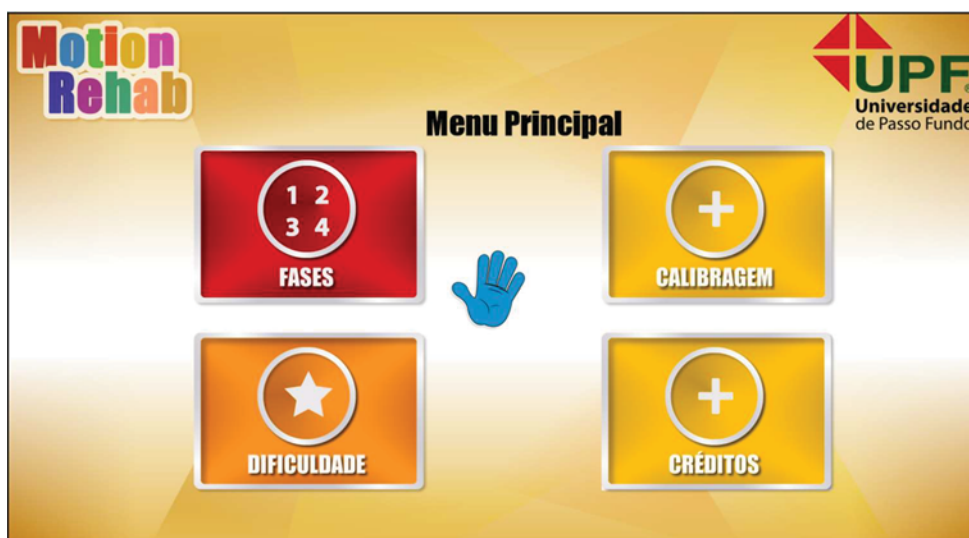 Motion
Rehab
UPF
Universidade
de Passo Fundo
Menu Principal
1 2
3 4
FASES
CALIBRAGEM
DIFICULDADE
CRÉDITOS